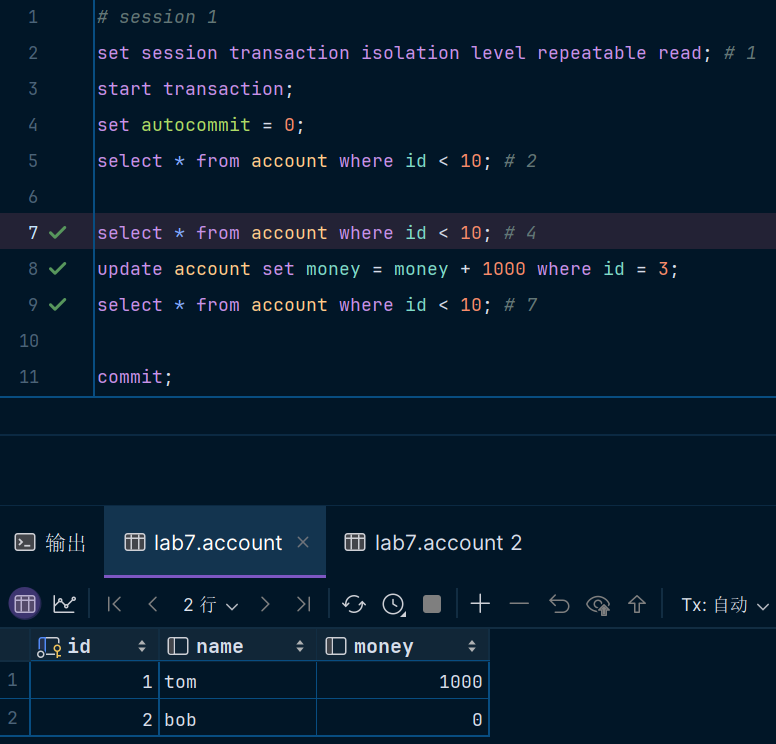 1 # session 1
2 set session transaction isolation level repeatable read; # 1
3 start transaction;
4 set autocommit = 0;
5 select * from account where id < 10; # 2
6
7 select * from account where id < 10; # 4
8 update account set money = money + 1000 where id = 3;
9 select * from account where id < 10; # 7
10
11 commit;
输出 lab7.account × lab7.account 2
2 行 Tx: 自动
id name money
1 1 tom 1000
2 2 bob 0